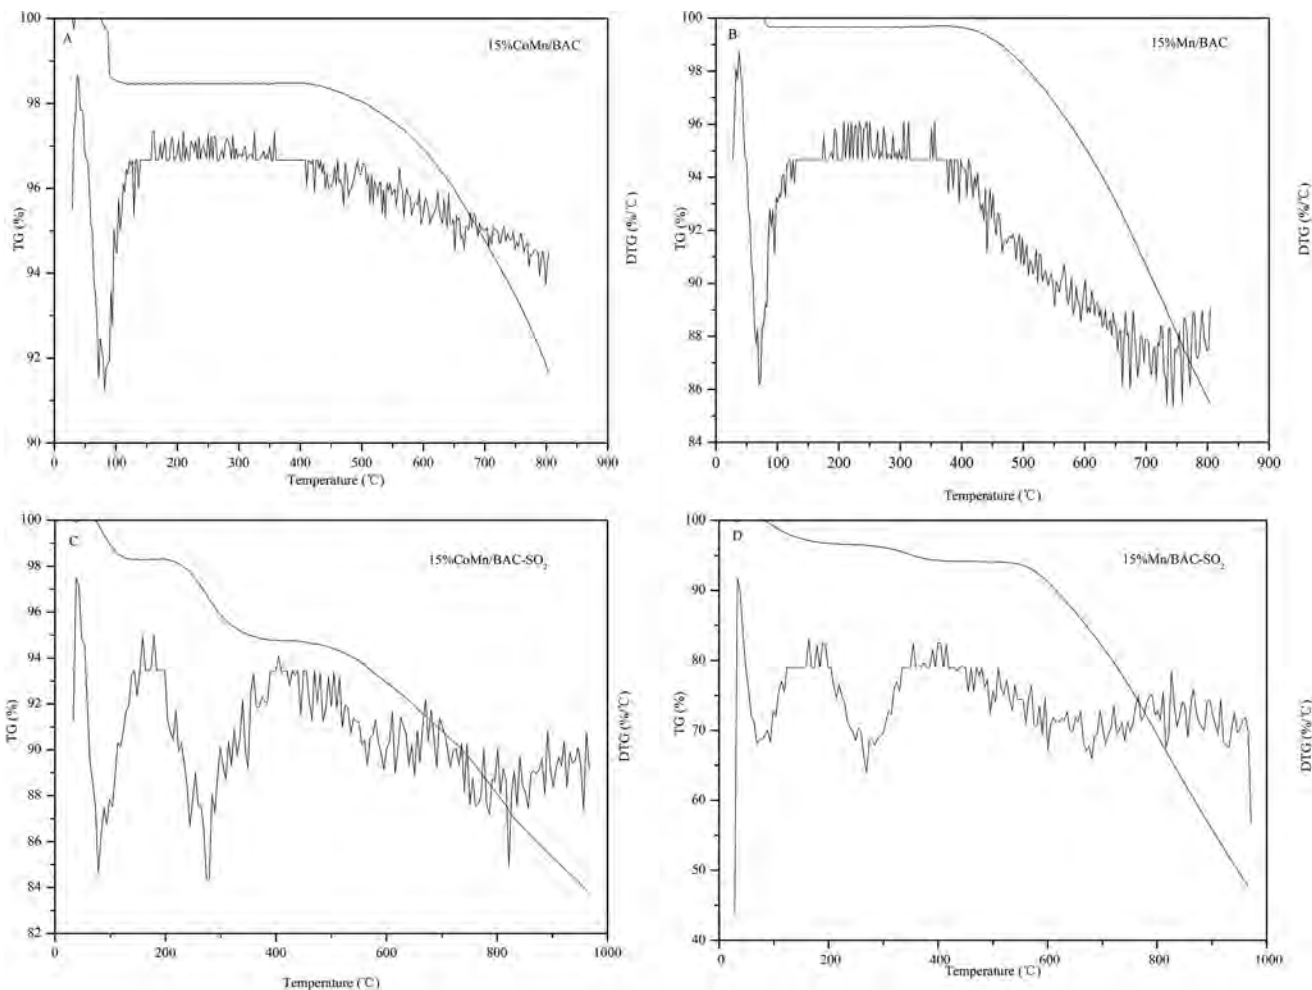 A
15%CoMn/BAC
100
98
96
94
92
90
TG (%)
DTG (%/℃)
0 100 200 300 400 500 600 700 800 900
Temperature (℃)
B
15%Mn/BAC
100
98
96
94
92
90
88
86
84
TG (%)
DTG (%/℃)
0 100 200 300 400 500 600 700 800 900
Temperature (℃)
C
15%CoMn/BAC-SO₂
100
98
96
94
92
90
88
86
84
82
TG (%)
DTG (%/℃)
0 200 400 600 800 1000
Temperature (℃)
D
15%Mn/BAC-SO₂
100
90
80
70
60
50
40
TG (%)
DTG (%/℃)
0 200 400 600 800 1000
Temperature (℃)